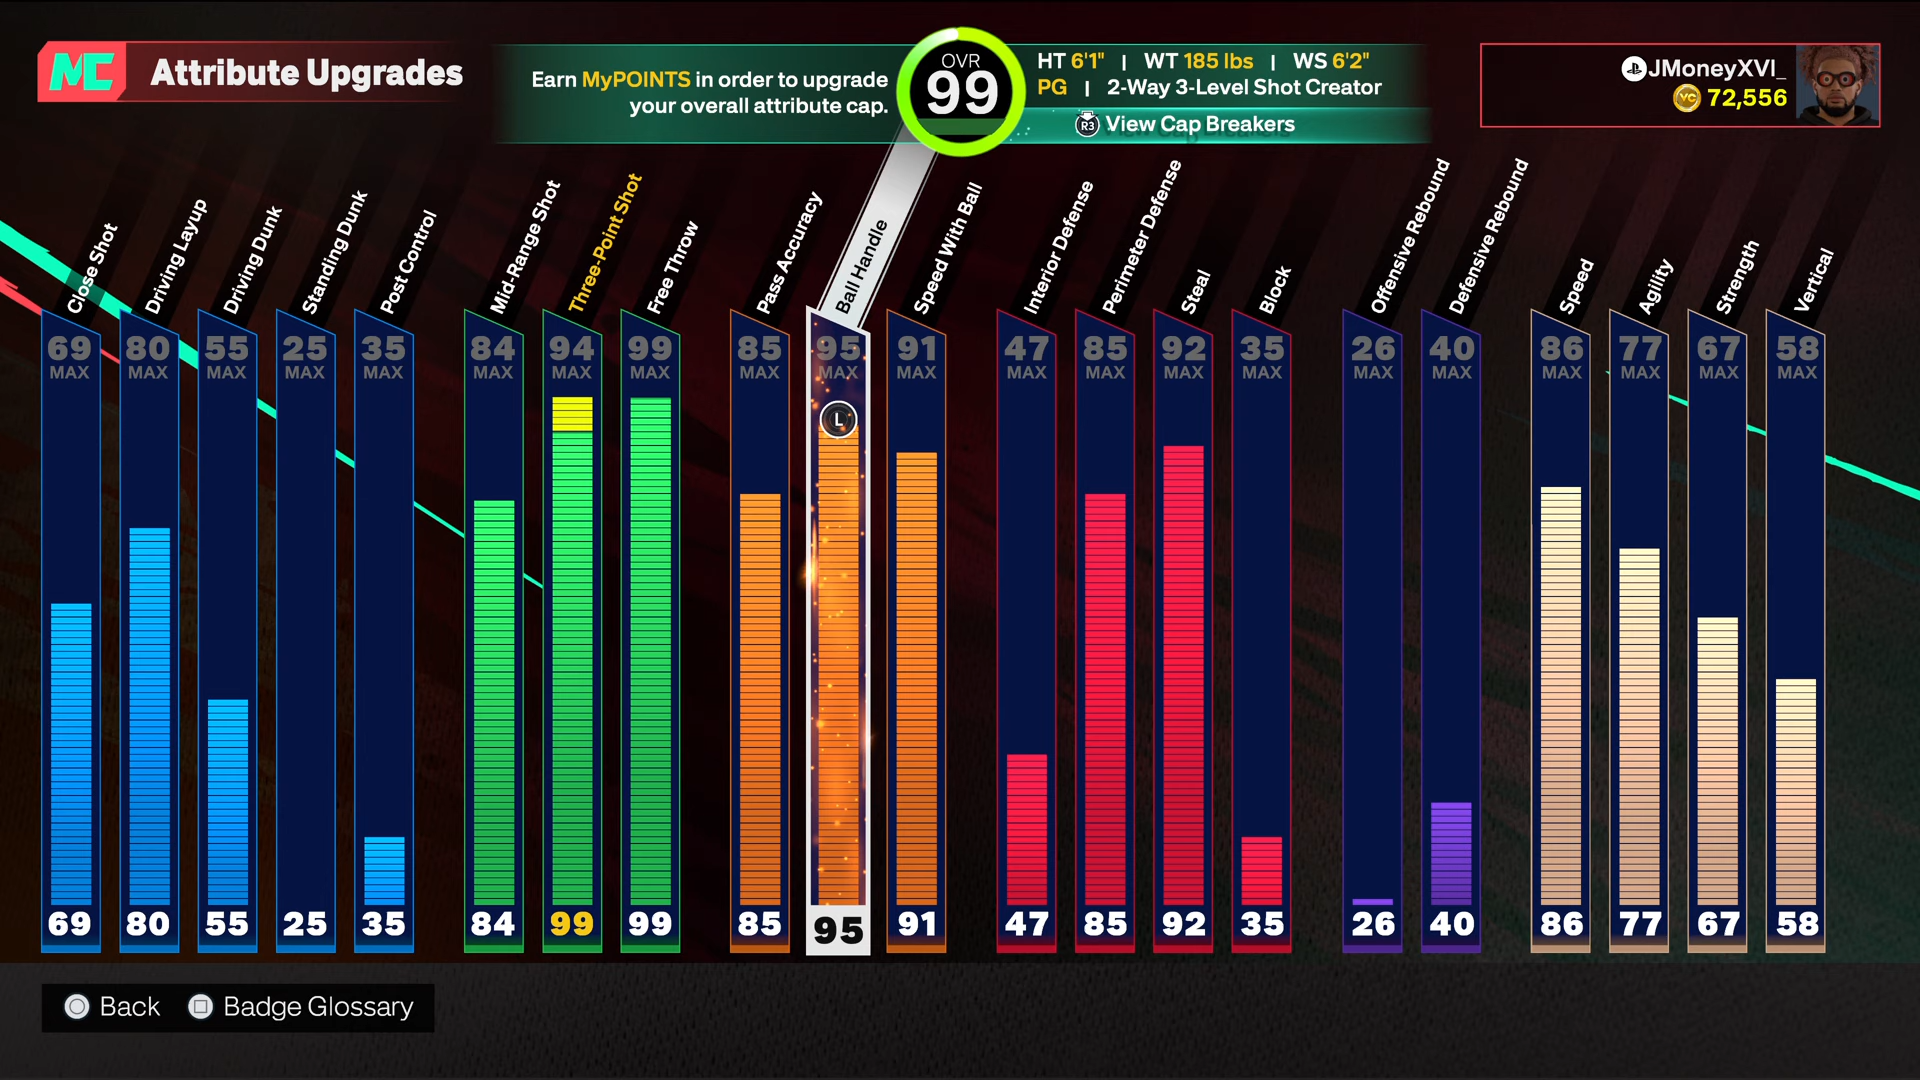 MC Attribute Upgrades
Earn MyPOINTS in order to upgrade
your overall attribute cap.
OVR
99
HT 6'1" | WT 185 lbs | WS 6'2"
PG | 2-Way 3-Level Shot Creator
R3 View Cap Breakers
JMoneyXVI_
VC 72,556
Close Shot
Driving Layup
Driving Dunk
Standing Dunk
Post Control
Mid-Range Shot
Three-Point Shot
Free Throw
Pass Accuracy
Ball Handle
Speed With Ball
Interior Defense
Perimeter Defense
Steal
Block
Offensive Rebound
Defensive Rebound
Speed
Agility
Strength
Vertical
69 80 55 25 35 84 94 99 85 95 91 47 85 92 35 26 40 86 77 67 58
MAX MAX MAX MAX MAX MAX MAX MAX MAX MAX MAX MAX MAX MAX MAX MAX MAX MAX MAX MAX MAX
L
69 80 55 25 35 84 99 99 85 95 91 47 85 92 35 26 40 86 77 67 58
Back Badge Glossary